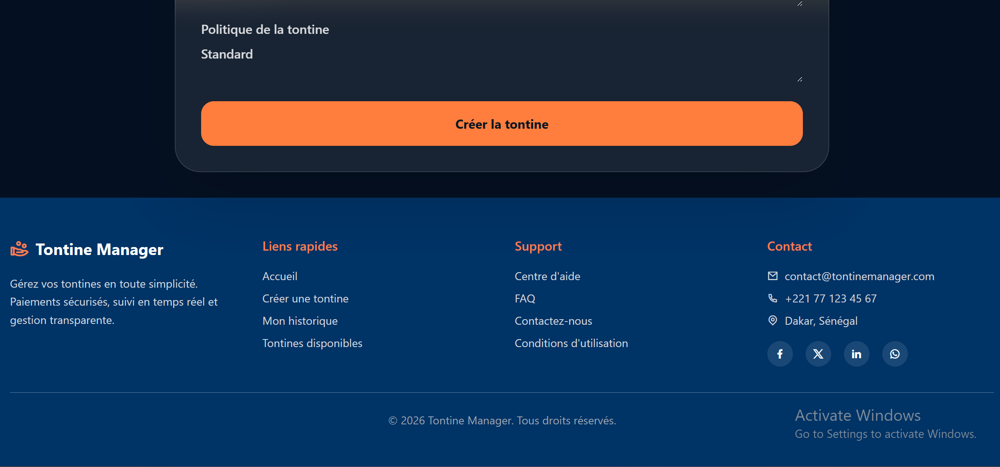 Politique de la tontine
Standard
Créer la tontine
Tontine Manager
Gérez vos tontines en toute simplicité.
Paiements sécurisés, suivi en temps réel et
gestion transparente.
Liens rapides
Accueil
Créer une tontine
Mon historique
Tontines disponibles
Support
Centre d'aide
FAQ
Contactez-nous
Conditions d'utilisation
Contact
contact@tontinemanager.com
+221 77 123 45 67
Dakar, Sénégal
© 2026 Tontine Manager. Tous droits réservés.
Activate Windows
Go to Settings to activate Windows.